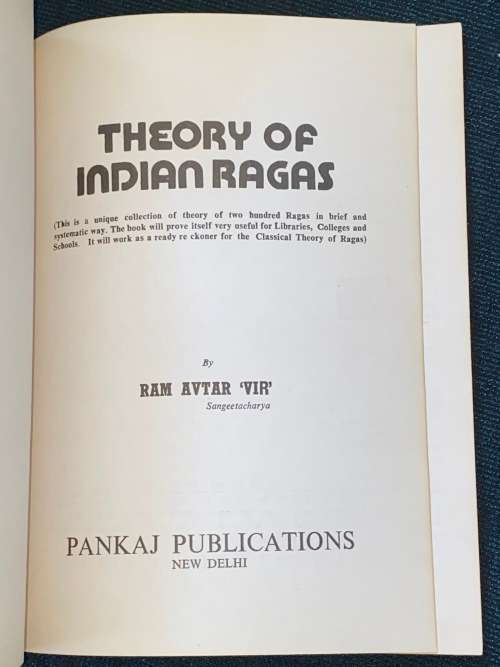 THEORY OF
INDIAN RAGAS
(This is a unique collection of theory of two hundred Ragas in brief and
systematic way. The book will prove itself very useful for Libraries, Colleges and
Schools. It will work as a ready re ckoner for the Classical Theory of Ragas)
By
RAM AVTAR 'VIR'
Sangeetacharya
PANKAJ PUBLICATIONS
NEW DELHI